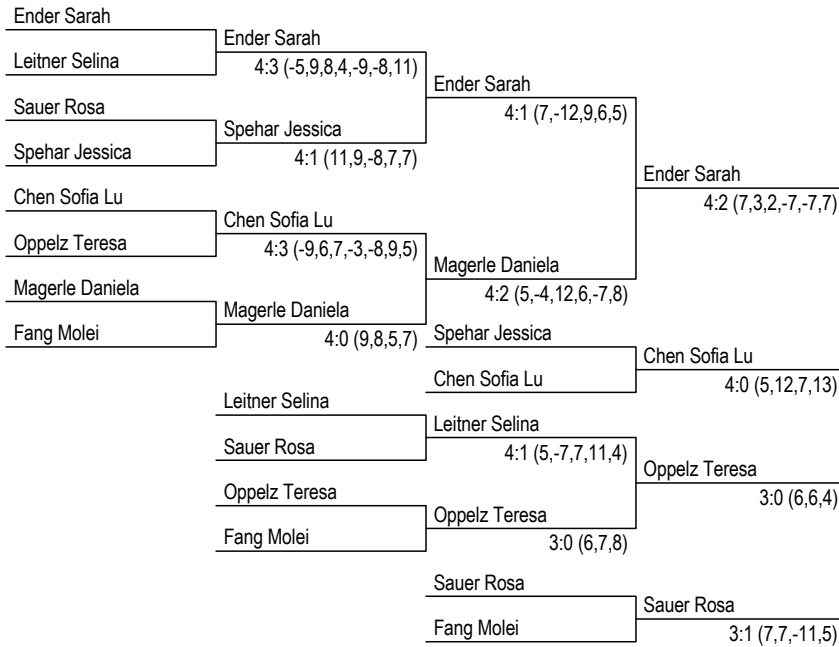 Ender Sarah
Leitner Selina
Sauer Rosa
Spehar Jessica
Chen Sofia Lu
Oppelz Teresa
Magerle Daniela
Fang Molei
Ender Sarah
4:3 (-5,9,8,4,-9,-8,11)
Spehar Jessica
4:1 (11,9,-8,7,7)
Chen Sofia Lu
4:3 (-9,6,7,-3,-8,9,5)
Magerle Daniela
4:0 (9,8,5,7)
Ender Sarah
4:1 (7,-12,9,6,5)
Magerle Daniela
4:2 (5,-4,12,6,-7,8)
Ender Sarah
4:2 (7,3,2,-7,-7,7)
Spehar Jessica
Chen Sofia Lu
Chen Sofia Lu
4:0 (5,12,7,13)
Leitner Selina
Sauer Rosa
Oppelz Teresa
Fang Molei
Leitner Selina
4:1 (5,-7,7,11,4)
Oppelz Teresa
3:0 (6,7,8)
Oppelz Teresa
3:0 (6,6,4)
Sauer Rosa
Fang Molei
Sauer Rosa
3:1 (7,7,-11,5)